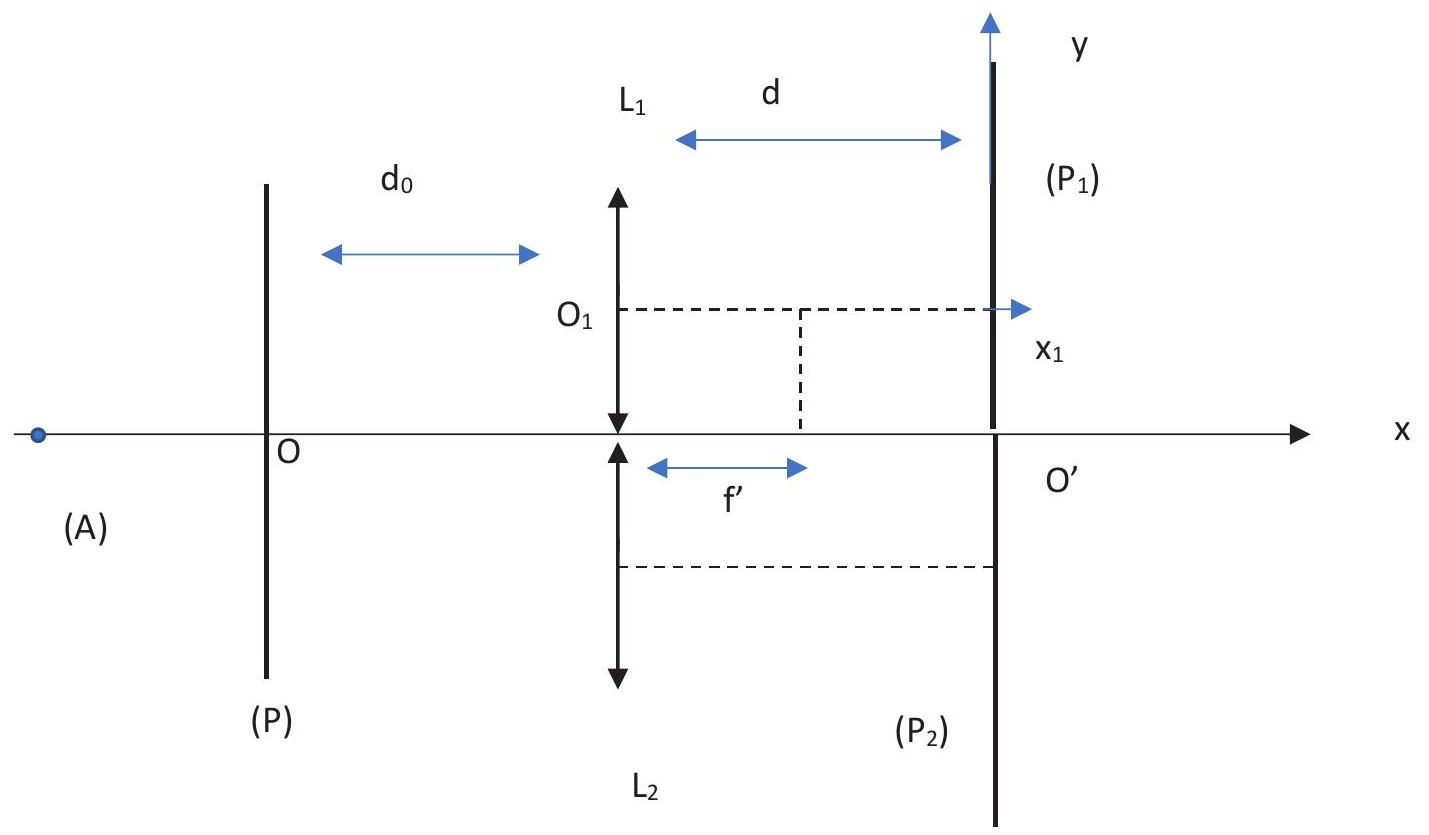 y
L₁
d
(P₁)
d₀
O₁
x₁
x
O
f’
O’
(A)
(P)
(P₂)
L₂